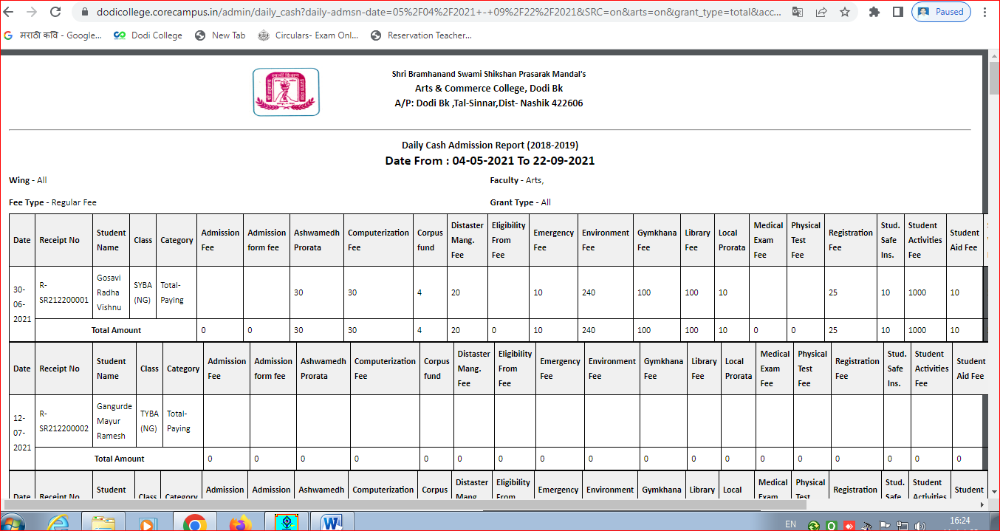 dodicollege.corecampus.in/admin/daily_cash?daily-admsn-date=05%2F04%2F2021+-+09%2F22%2F2021&SRC=on&arts=on&grant_type=total&acc... Paused
मराठी कवि - Google... Dodi College New Tab Circulars- Exam Onl... Reservation Teacher...
Shri Bramhanand Swami Shikshan Prasarak Mandal's
Arts & Commerce College, Dodi Bk
A/P: Dodi Bk ,Tal-Sinnar,Dist- Nashik 422606
Daily Cash Admission Report (2018-2019)
Date From : 04-05-2021 To 22-09-2021
Wing - All Faculty - Arts,
Fee Type - Regular Fee Grant Type - All
Date Receipt No Student Name Class Category Admission Fee Admission form fee Ashwamedh Prorata Computerization Fee Corpus fund Distaster Mang. Fee Eligibility From Fee Emergency Fee Environment Fee Gymkhana Fee Library Fee Local Prorata Medical Exam Fee Physical Test Fee Registration Fee Stud. Safe Ins. Student Activities Fee Student Aid Fee
30-06-2021 R-SR212200001 Gosavi Radha Vishnu SYBA (NG) Total-Paying 30 30 4 20 10 240 100 100 10 25 10 1000 10
Total Amount 0 0 30 30 4 20 0 10 240 100 100 10 0 0 25 10 1000 10
Date Receipt No Student Name Class Category Admission Fee Admission form fee Ashwamedh Prorata Computerization Fee Corpus fund Distaster Mang. Fee Eligibility From Fee Emergency Fee Environment Fee Gymkhana Fee Library Fee Local Prorata Medical Exam Fee Physical Test Fee Registration Fee Stud. Safe Ins. Student Activities Fee Student Aid Fee
12-07-2021 R-SR212200002 Gangurde Mayur Ramesh TYBA (NG) Total-Paying
Total Amount 0 0 0 0 0 0 0 0 0 0 0 0 0 0 0 0 0 0
Date Receipt No Student Class Category Admission Admission Ashwamedh Computerization Corpus Distaster Mang. Eligibility From Emergency Environment Gymkhana Library Local Medical Exam Physical Test Registration Stud. Safe Student Activities Student
EN 16:24